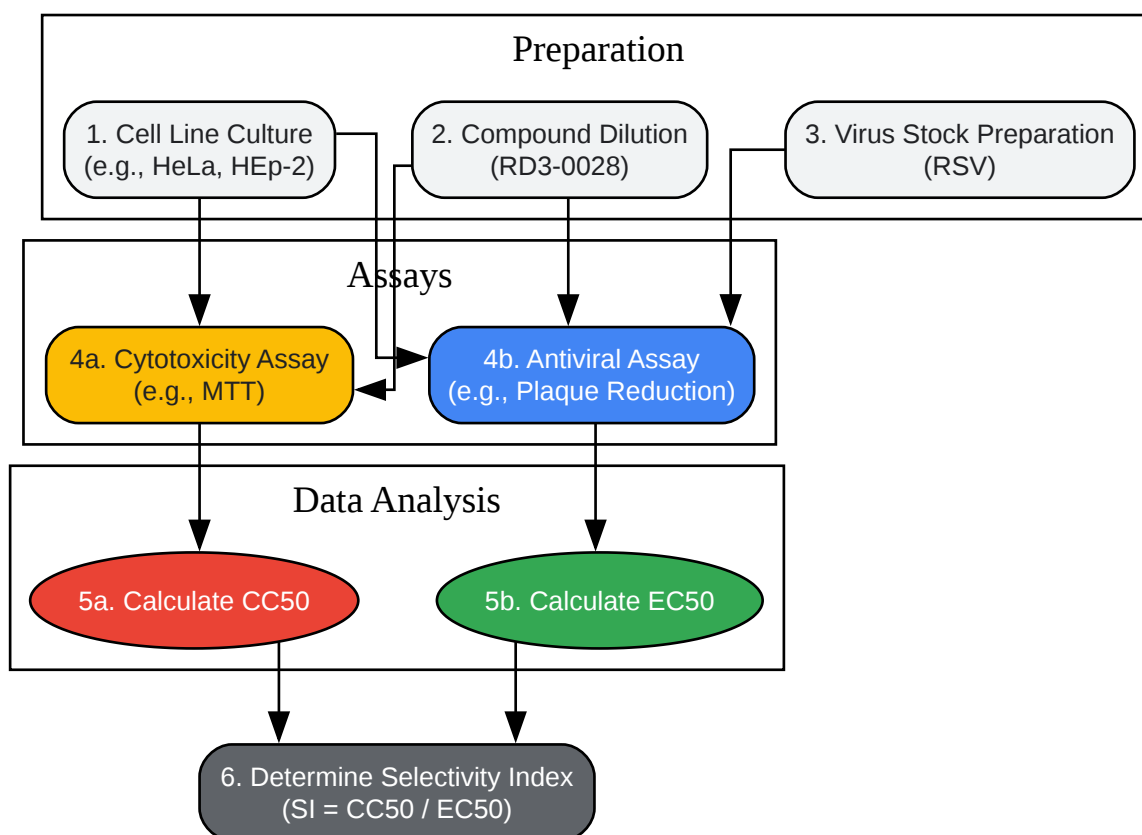 Preparation
1. Cell Line Culture
(e.g., HeLa, HEp-2)
2. Compound Dilution
(RD3-0028)
3. Virus Stock Preparation
(RSV)
Assays
4a. Cytotoxicity Assay
(e.g., MTT)
4b. Antiviral Assay
(e.g., Plaque Reduction)
Data Analysis
5a. Calculate CC50
5b. Calculate EC50
6. Determine Selectivity Index
(SI = CC50 / EC50)